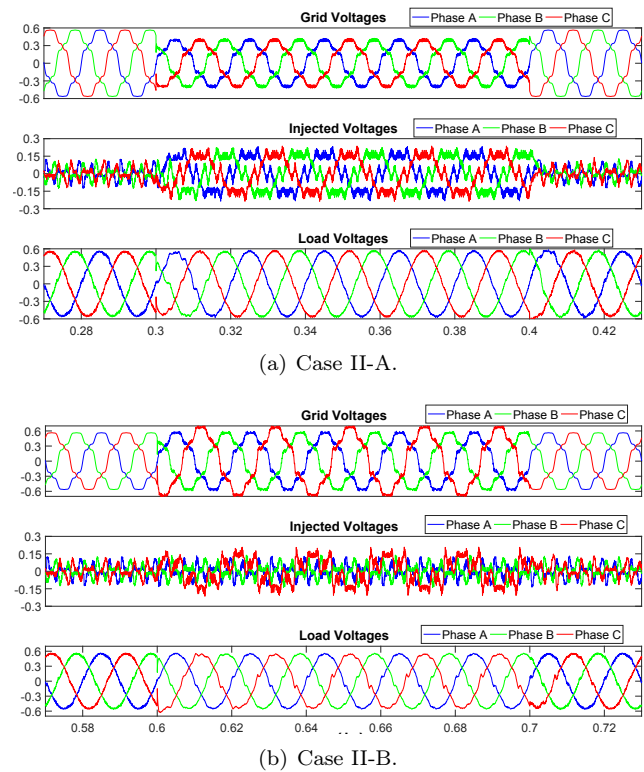 Grid Voltages
Phase A Phase B Phase C
0.6
0.3
0
-0.3
-0.6
Injected Voltages
Phase A Phase B Phase C
0.3
0.15
0
-0.15
-0.3
Load Voltages
Phase A Phase B Phase C
0.6
0.3
0
-0.3
-0.6
0.28 0.3 0.32 0.34 0.36 0.38 0.4 0.42
(a) Case II-A.
Grid Voltages
Phase A Phase B Phase C
0.6
0.3
0
-0.3
-0.6
Injected Voltages
Phase A Phase B Phase C
0.3
0.15
0
-0.15
-0.3
Load Voltages
Phase A Phase B Phase C
0.6
0.3
0
-0.3
-0.6
0.58 0.6 0.62 0.64 0.66 0.68 0.7 0.72
(b) Case II-B.